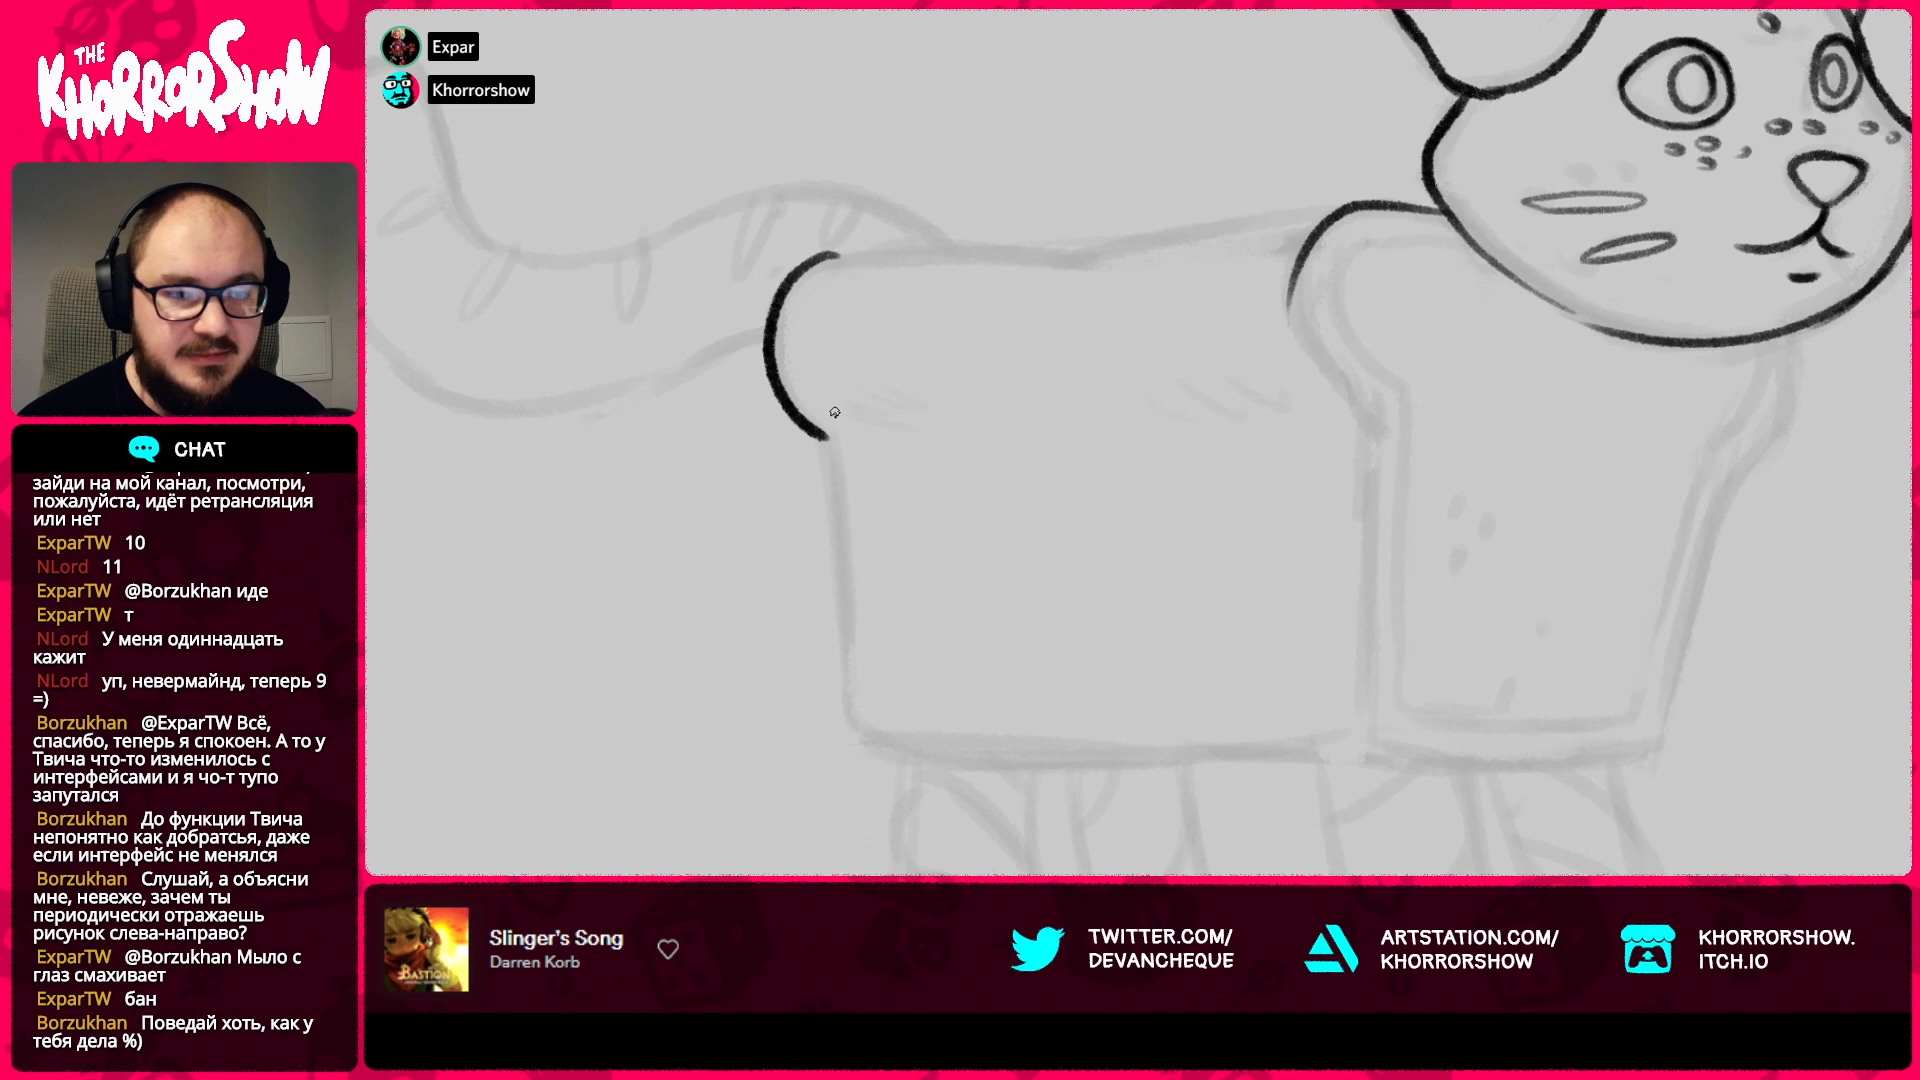 THE
KHORRORSHOW
Expar
Khorrorshow
CHAT
зайди на мой канал, посмотри,
пожалуйста, идёт ретрансляция
или нет
ExparTW 10
NLord 11
ExparTW @Borzukhan иде
ExparTW т
NLord У меня одиннадцать
кажит
NLord уп, невермайнд, теперь 9
=)
Borzukhan @ExparTW Всё,
спасибо, теперь я спокоен. А то у
Твича что-то изменилось с
интерфейсами и я чо-т тупо
запутался
Borzukhan До функции Твича
непонятно как добратсья, даже
если интерфейс не менялся
Borzukhan Слушай, а объясни
мне, невеже, зачем ты
периодически отражаешь
рисунок слева-направо?
ExparTW @Borzukhan Мыло с
глаз смахивает
ExparTW бан
Borzukhan Поведай хоть, как у
тебя дела %)
BASTION
Slinger's Song
Darren Korb
TWITTER.COM/
DEVANCHEQUE
ARTSTATION.COM/
KHORRORSHOW
KHORRORSHOW.
ITCH.IO